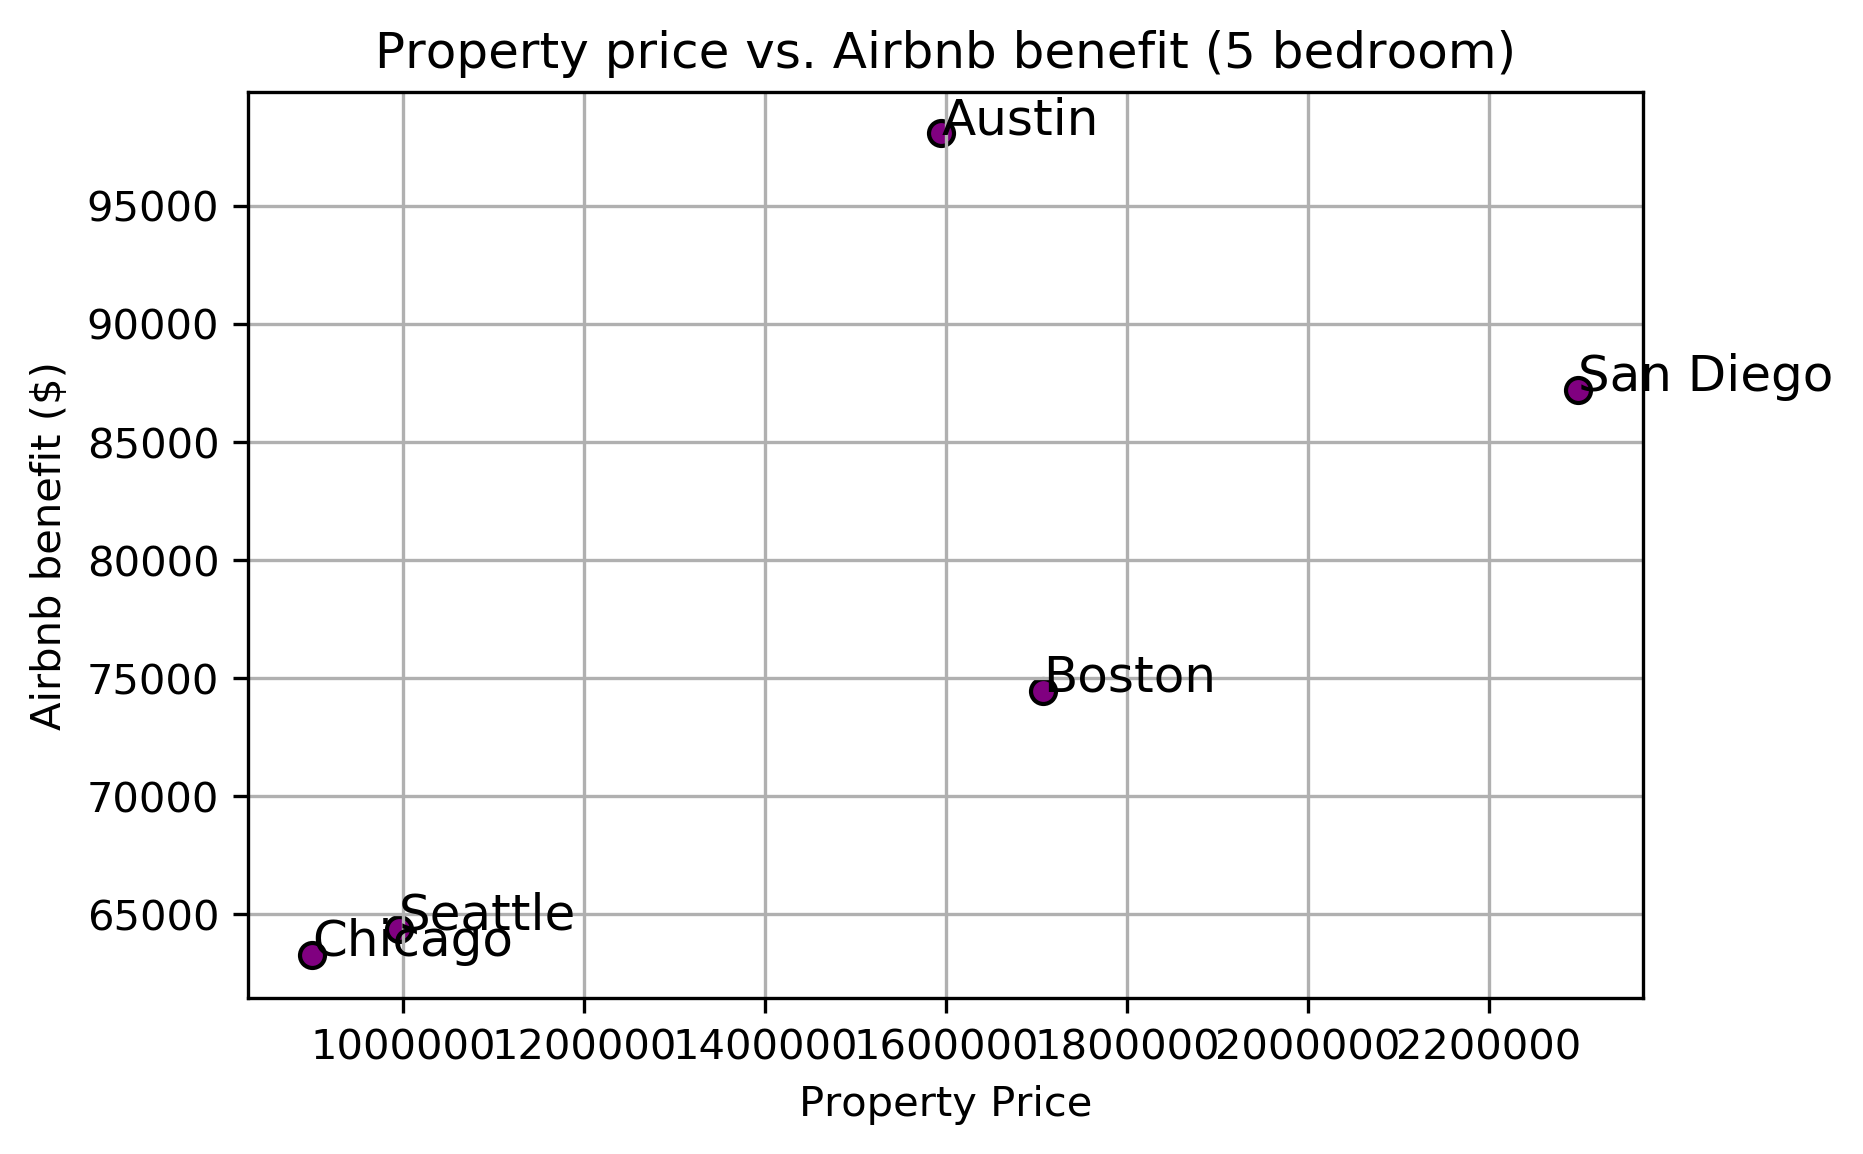 Property price vs. Airbnb benefit (5 bedroom)
Austin
95000
90000
San Diego
85000
80000
Boston
75000
70000
Seattle
65000
Chicago
Airbnb benefit ($)
1000000 1200000 1400000 1600000 1800000 2000000 2200000
Property Price